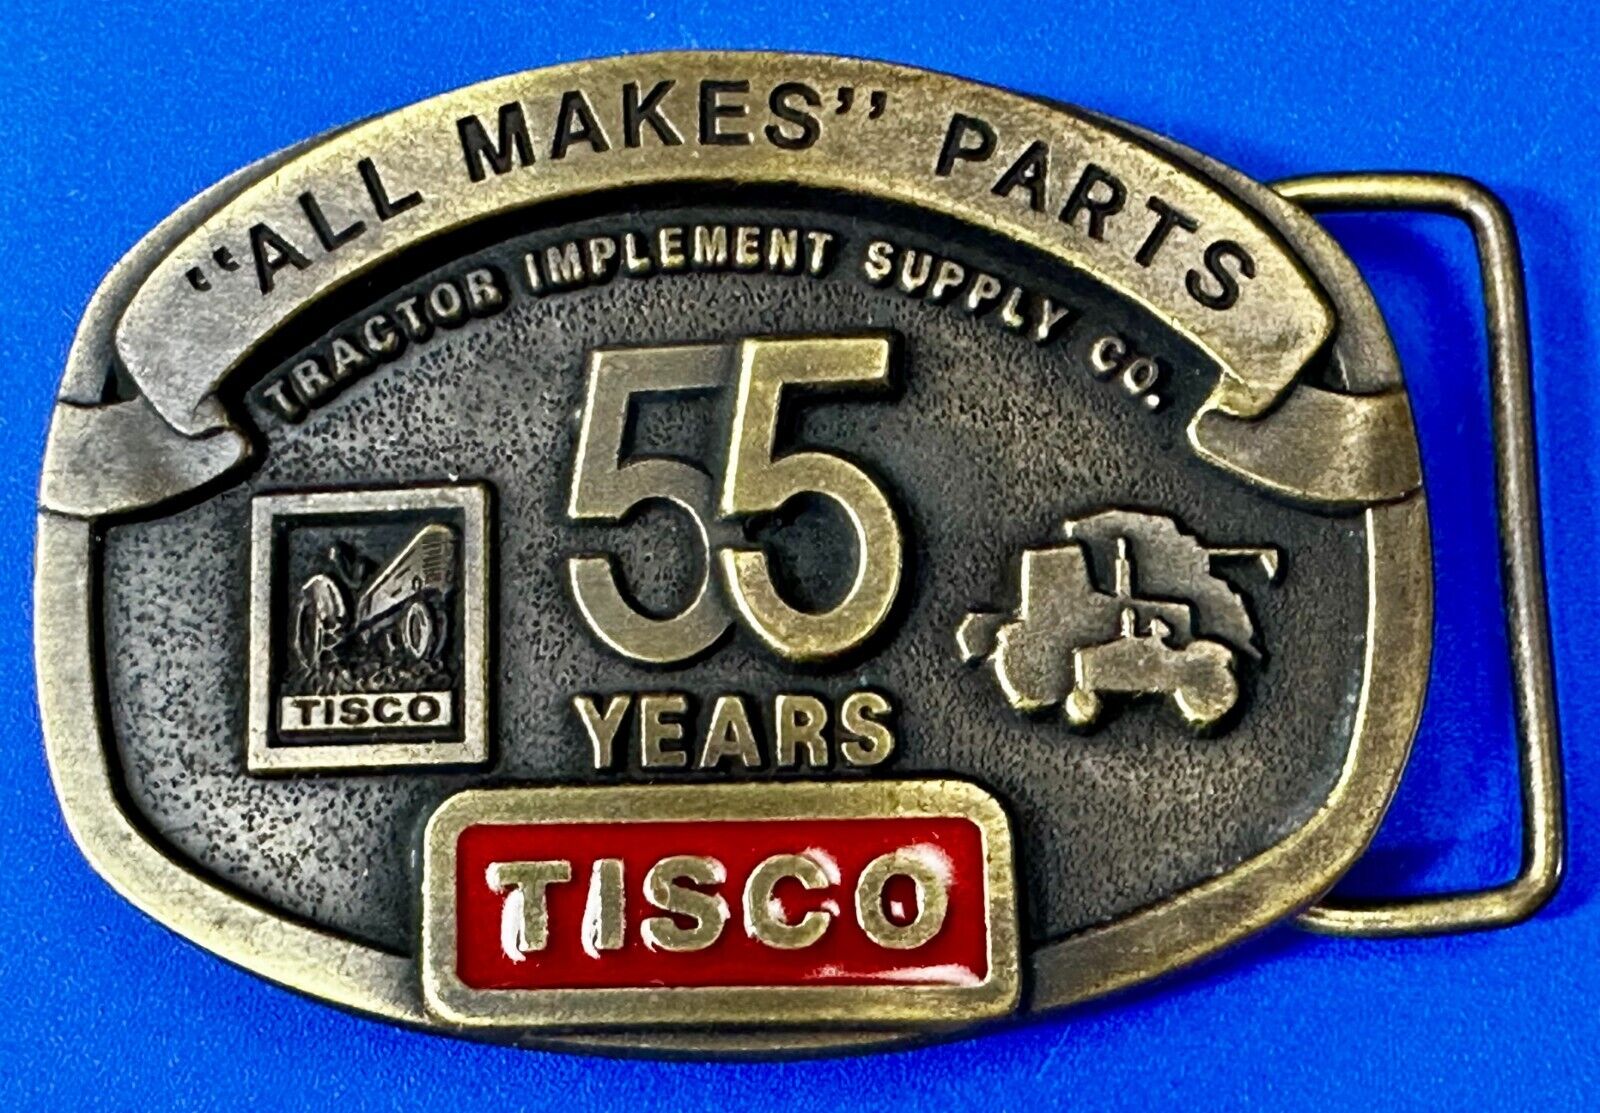 "ALL MAKES" PARTS
TRACTOR IMPLEMENT SUPPLY CO.
55
YEARS
TISCO
TISCO